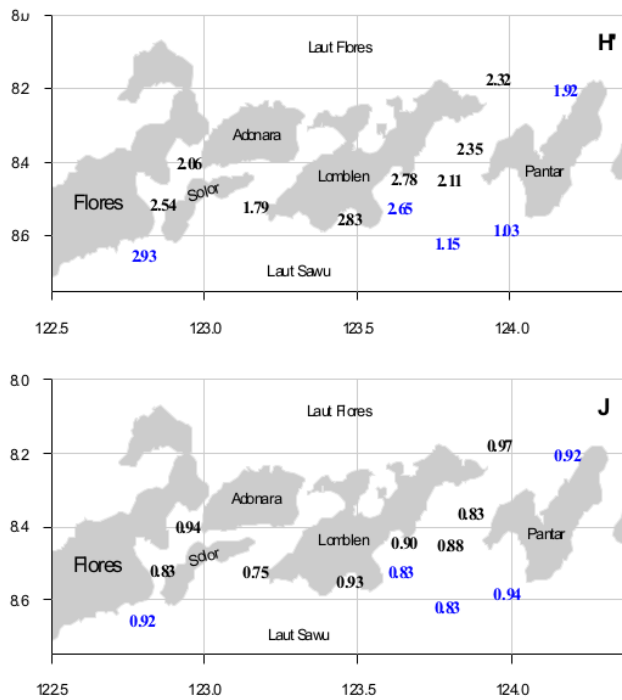 8.0
Laut Flores
H'
8.2
2.32
1.92
Adonara
8.4
2.06
2.35
Solor
Lomblen
2.78
2.11
Pantar
Flores
2.54
1.79
2.83
2.65
8.6
1.15
1.03
2.93
Laut Sawu
122.5
123.0
123.5
124.0
8.0
Laut Flores
J
8.2
0.97
0.92
Adonara
8.4
0.94
0.83
Solor
Lomblen
0.90
0.88
Pantar
Flores
0.83
0.75
0.93
0.83
8.6
0.83
0.94
0.92
Laut Sawu
122.5
123.0
123.5
124.0